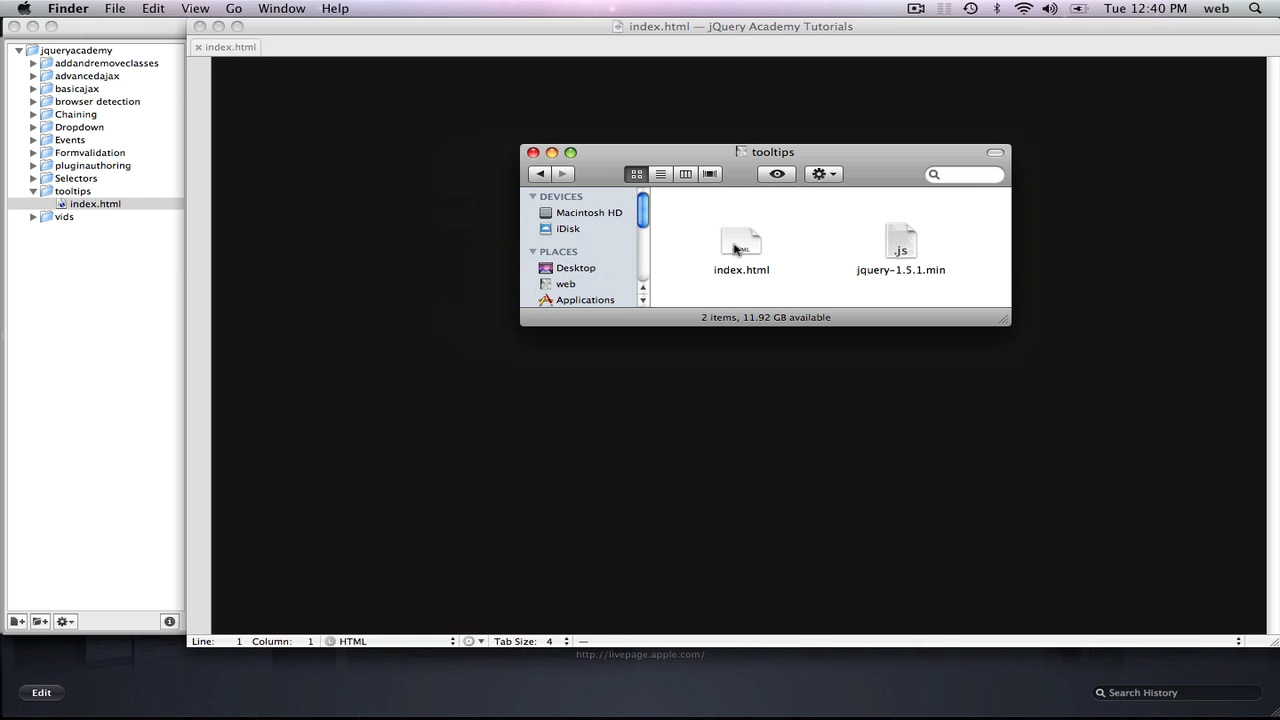 Finder File Edit View Go Window Help
Tue 12:40 PM web
index.html — jQuery Academy Tutorials
index.html
jqueryacademy
addandremoveclasses
advancedajax
basicajax
browser detection
Chaining
Dropdown
Events
Formvalidation
pluginauthoring
Selectors
tooltips
index.html
vids
tooltips
DEVICES
Macintosh HD
iDisk
PLACES
Desktop
web
Applications
index.html
.js
jquery-1.5.1.min
2 items, 11.92 GB available
Line: 1 Column: 1 HTML Tab Size: 4 —
http://livepage.apple.com/
Edit
Search History